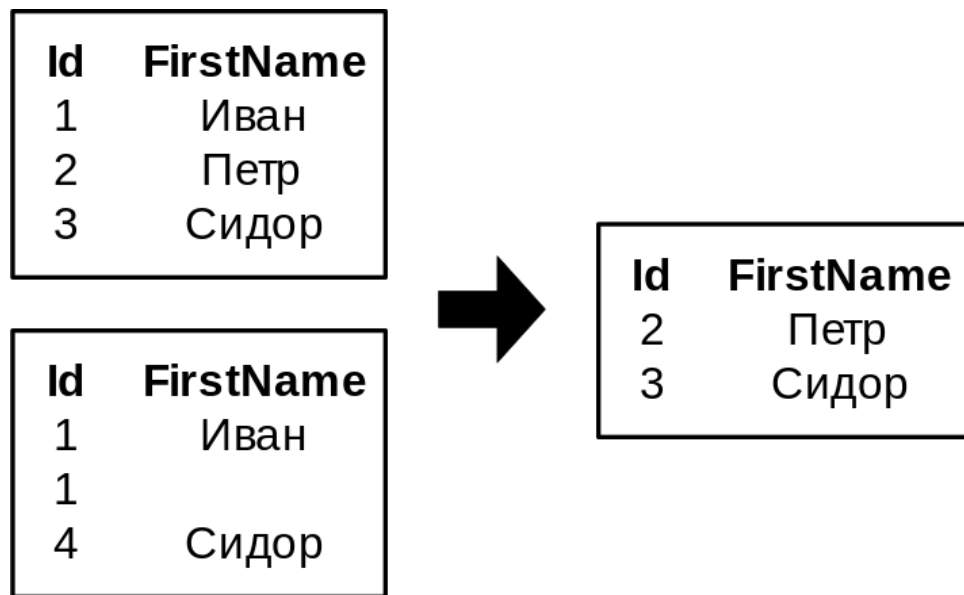 Id FirstName
1 Иван
2 Петр
3 Сидор
Id FirstName
1 Иван
1
4 Сидор
Id FirstName
2 Петр
3 Сидор